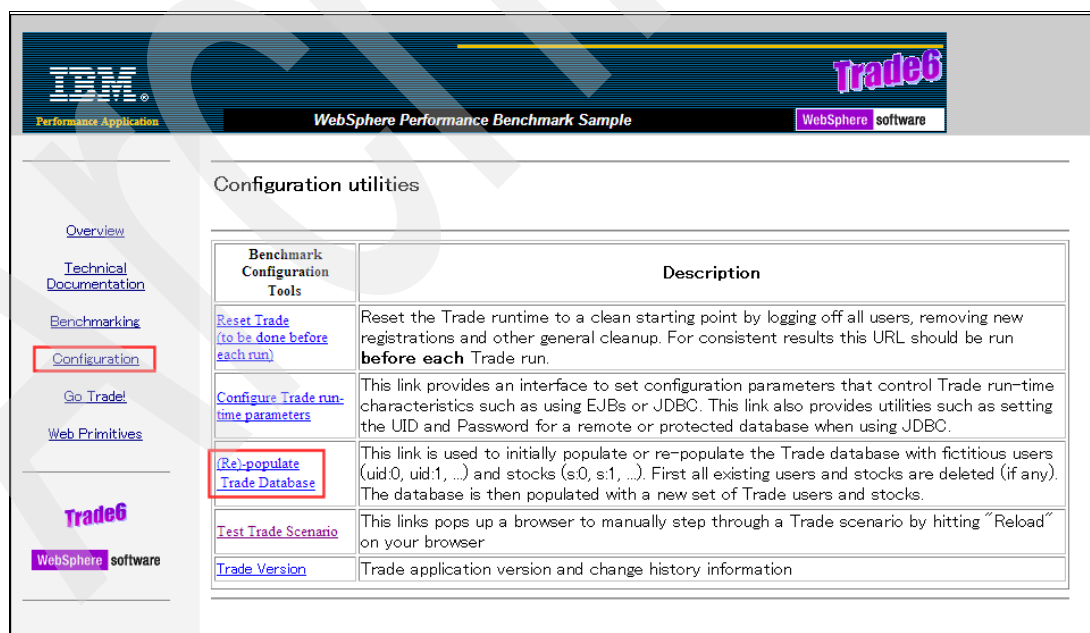 IBM®
Trade6
Performance Application
WebSphere Performance Benchmark Sample
WebSphere software
Configuration utilities
Overview
Technical
Documentation
Benchmarking
Configuration
Go Trade!
Web Primitives
Trade6
WebSphere software
Benchmark
Configuration
Tools
Description
Reset Trade
(to be done before
each run)
Reset the Trade runtime to a clean starting point by logging off all users, removing new
registrations and other general cleanup. For consistent results this URL should be run
before each Trade run.
Configure Trade run-
time parameters
This link provides an interface to set configuration parameters that control Trade run-time
characteristics such as using EJBs or JDBC. This link also provides utilities such as setting
the UID and Password for a remote or protected database when using JDBC.
(Re)-populate
Trade Database
This link is used to initially populate or re-populate the Trade database with fictitious users
(uid:0, uid:1, ...) and stocks (s:0, s:1, ...). First all existing users and stocks are deleted (if any).
The database is then populated with a new set of Trade users and stocks.
Test Trade Scenario
This links pops up a browser to manually step through a Trade scenario by hitting "Reload"
on your browser
Trade Version
Trade application version and change history information